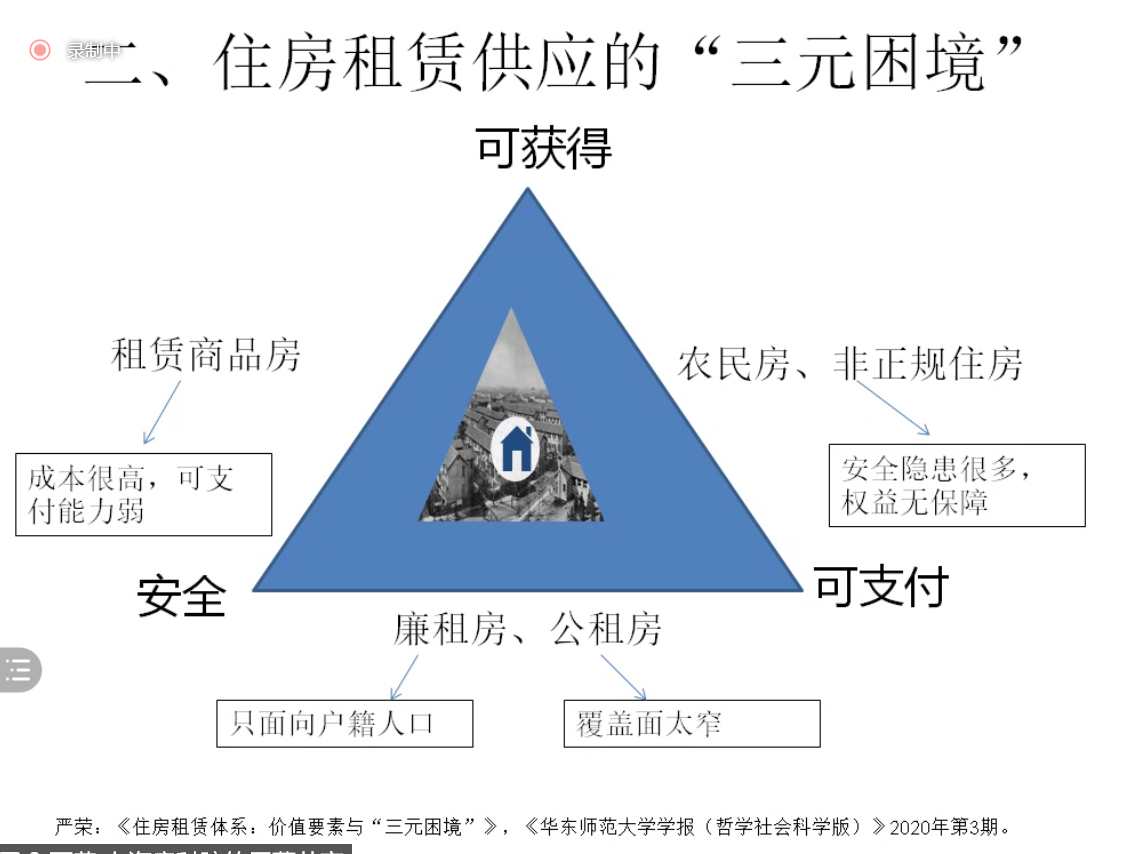 录制中
二、住房租赁供应的“三元困境”
可获得
租赁商品房
农民房、非正规住房
成本很高，可支
付能力弱
安全隐患很多，
权益无保障
安全
可支付
廉租房、公租房
只面向户籍人口
覆盖面太窄
严荣：《住房租赁体系：价值要素与“三元困境”》，《华东师范大学学报（哲学社会科学版）》2020年第3期。